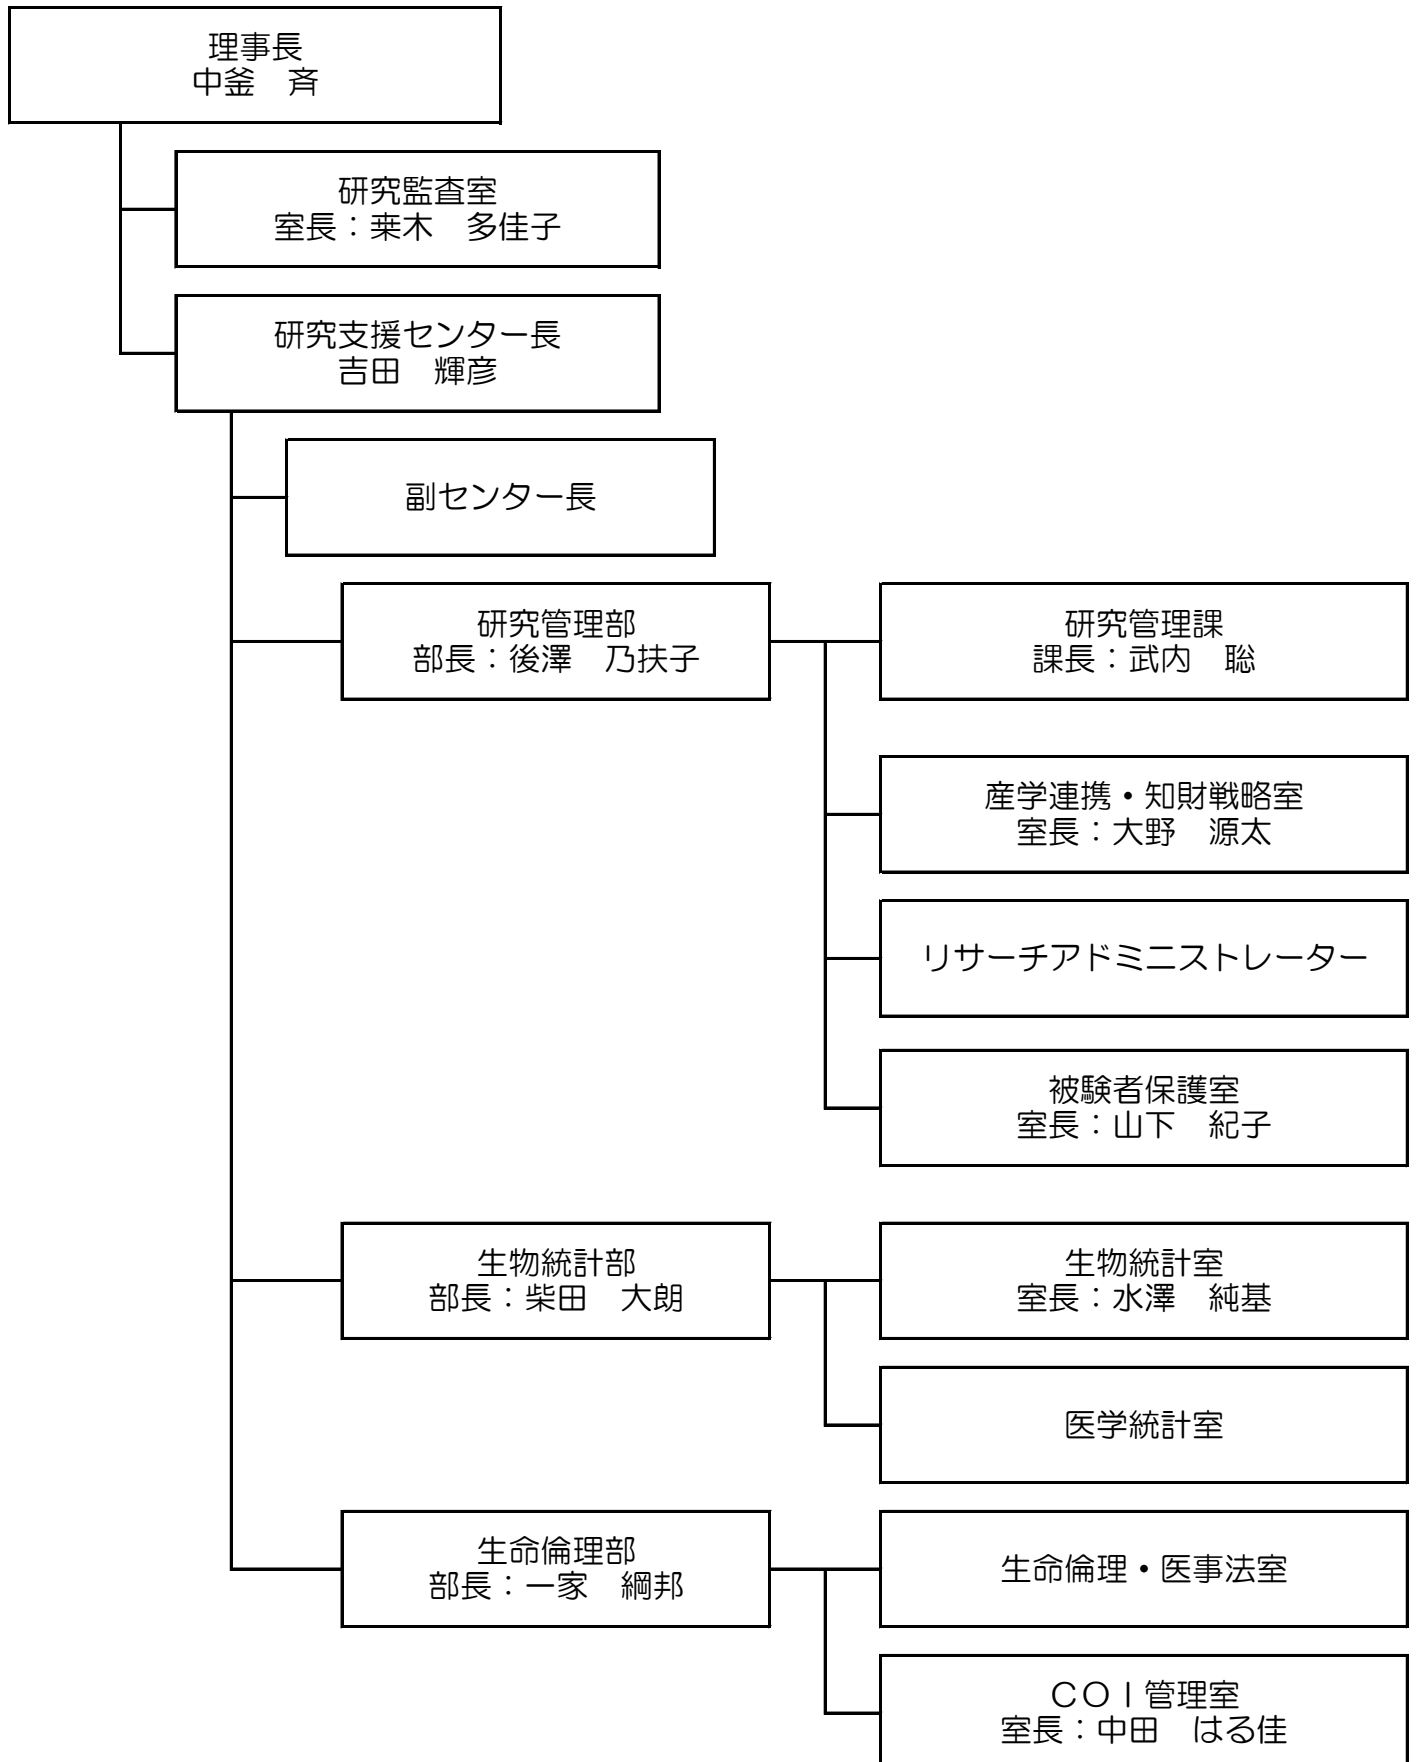 理事長
中釜　斉
研究監査室
室長：桒木　多佳子
研究支援センター長
吉田　輝彦
副センター長
研究管理部
部長：後澤　乃扶子
研究管理課
課長：武内　聡
産学連携・知財戦略室
室長：大野　源太
リサーチアドミニストレーター
被験者保護室
室長：山下　紀子
生物統計部
部長：柴田　大朗
生物統計室
室長：水澤　純基
医学統計室
生命倫理部
部長：一家　綱邦
生命倫理・医事法室
ＣＯＩ管理室
室長：中田　はる佳